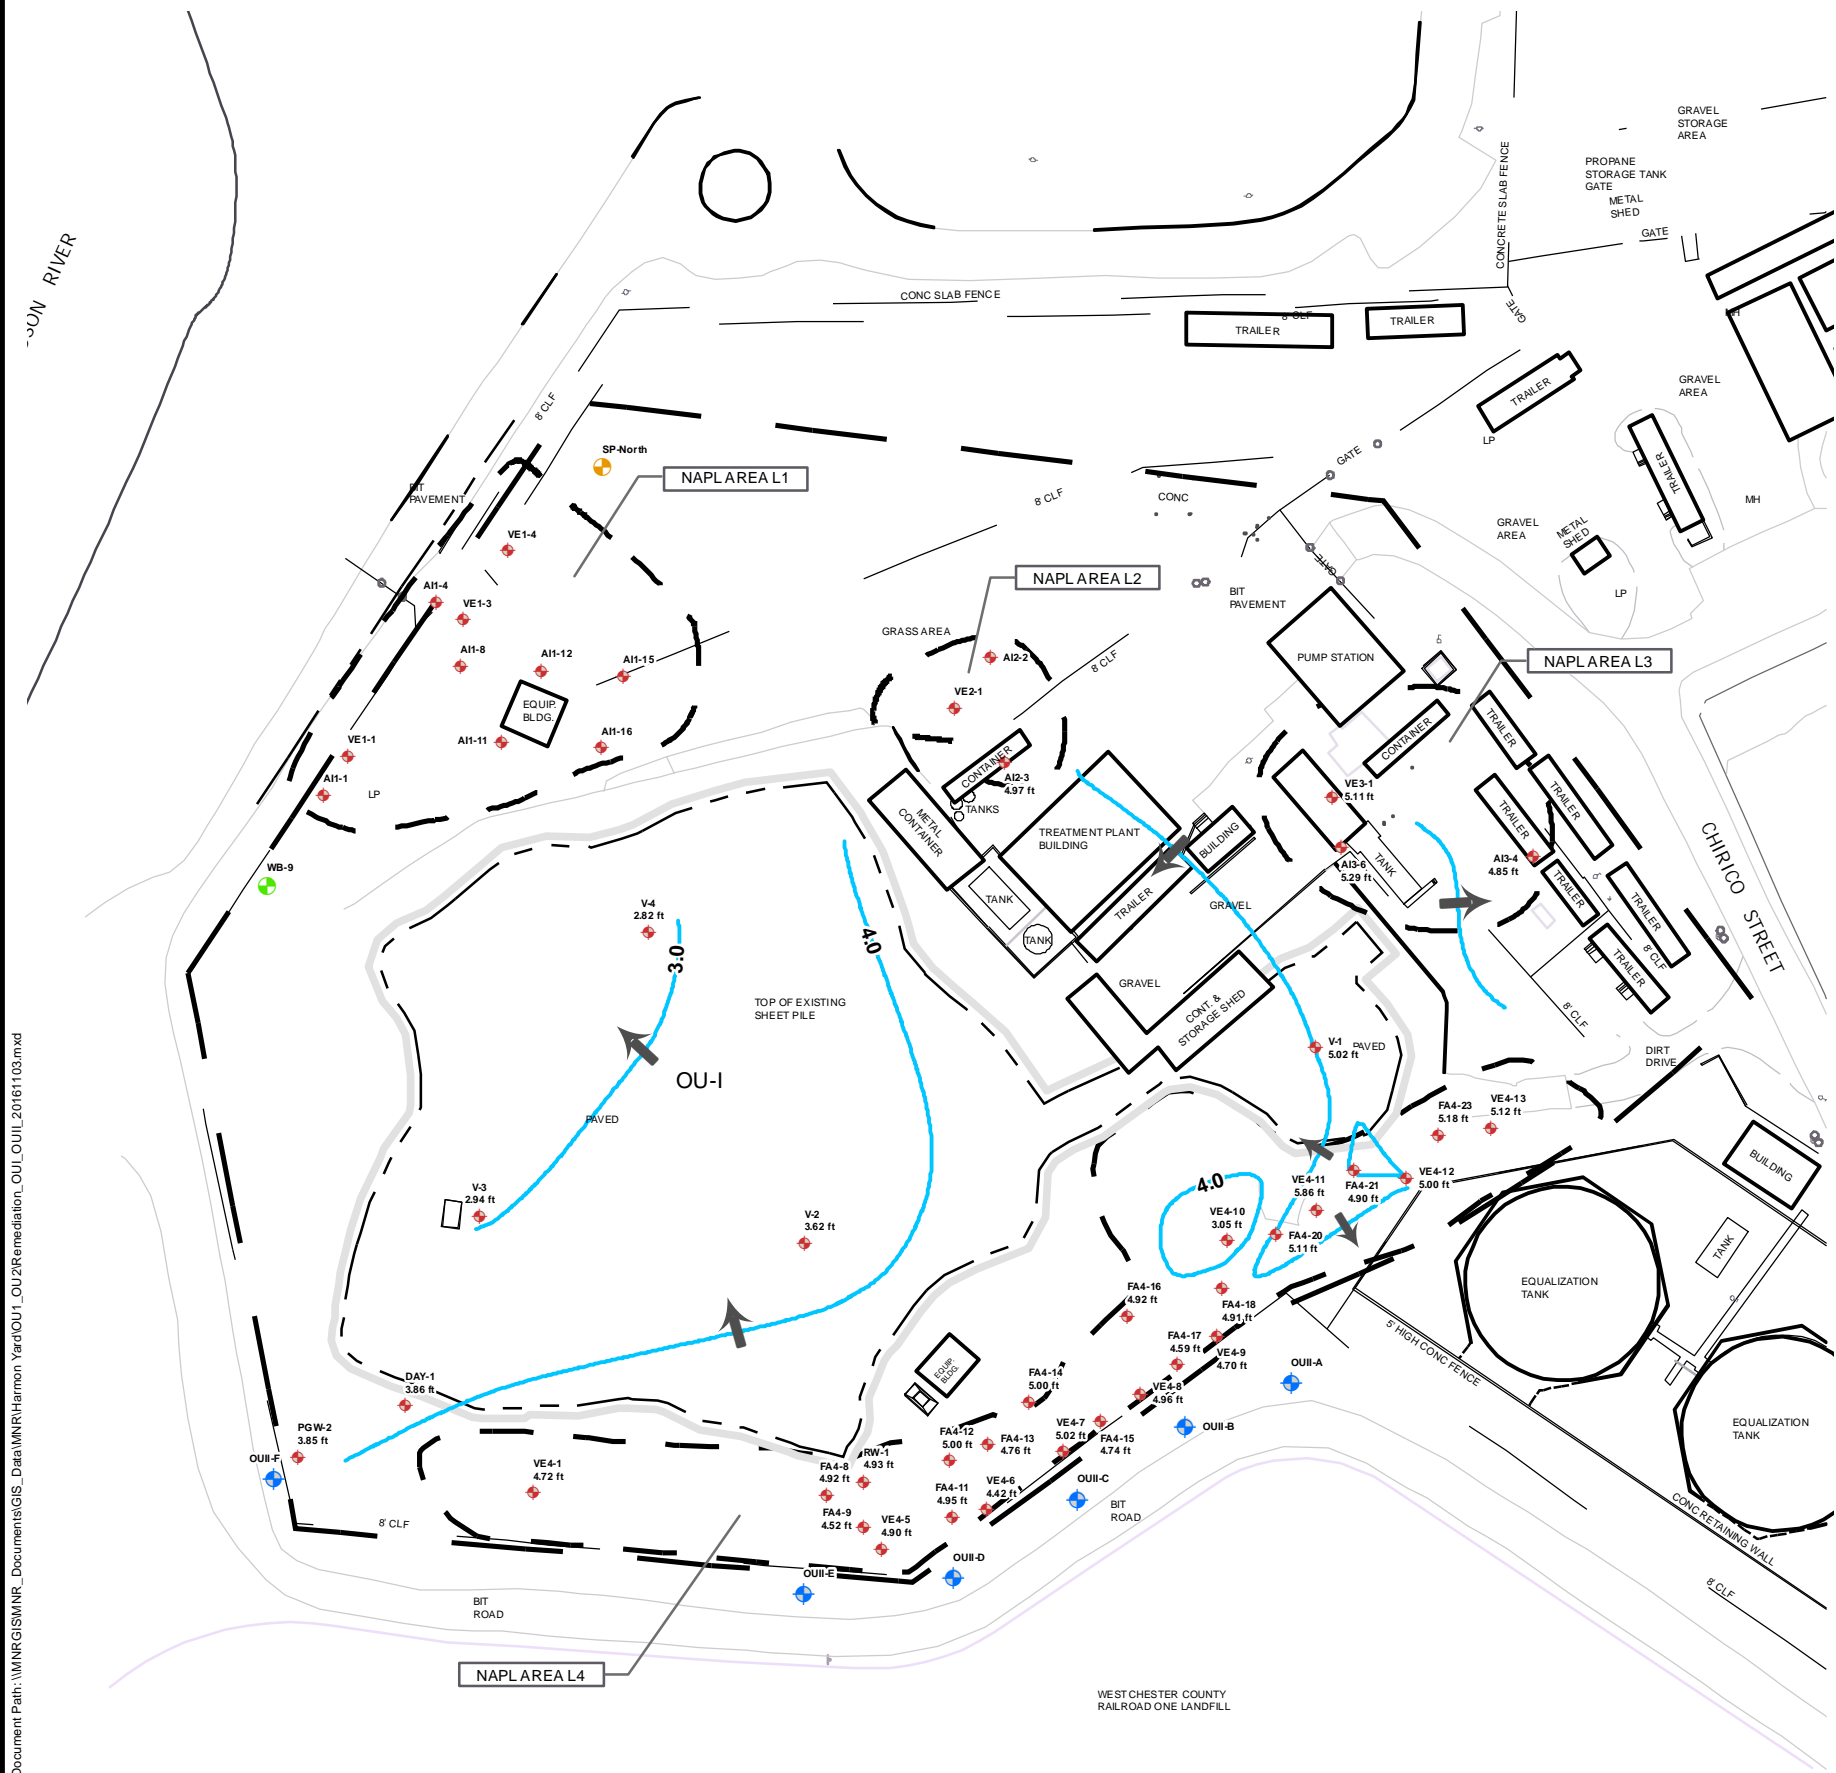 GRAVEL
STORAGE
AREA
PROPANE
STORAGE TANK
GATE
METAL
SHED
GATE
CONCRETE SLAB FENCE
SON RIVER
CONC SLAB FENCE
8' CLF
TRAILER
TRAILER
GATE
MH
TRAILER
GRAVEL
AREA
8' CLF
LP
SP-North
GATE
NAPL AREA L1
TRAILER
BIT
PAVEMENT
8' CLF
CONC
MH
GRAVEL
AREA
METAL
SHED
VE1-4
GATE
NAPL AREA L2
AI1-4
VE1-3
BIT
PAVEMENT
LP
GRASS AREA
AI1-8
AI1-12
AI1-15
AI2-2
8' CLF
PUMP STATION
NAPL AREA L3
VE2-1
EQUIP.
BLDG.
AI1-11
AI1-16
VE1-1
CONTAINER
TRAILER
CONTAINER
AI1-1
LP
AI2-3
4.97 ft
TANKS
VE3-1
5.11 ft
METAL
CONTAINER
TREATMENT PLANT
BUILDING
BUILDING
TRAILER
TRAILER
CHIRICO STREET
WB-9
AI3-6
5.29 ft
TANK
AI3-4
4.85 ft
TANK
TRAILER
GRAVEL
TRAILER
TRAILER
V-4
2.82 ft
3.0
4.0
TANK
8' CLF
TRAILER
GRAVEL
CONT. &
STORAGE SHED
TOP OF EXISTING
SHEET PILE
8' CLF
V-1
5.02 ft
PAVED
DIRT
DRIVE
OU-I
PAVED
FA4-23
5.18 ft
VE4-13
5.12 ft
BUILDING
V-3
2.94 ft
4.0
VE4-11
5.86 ft
FA4-21
4.90 ft
VE4-12
5.00 ft
V-2
3.62 ft
VE4-10
3.05 ft
FA4-20
5.11 ft
TANK
EQUALIZATION
TANK
FA4-16
4.92 ft
FA4-18
4.91 ft
5' HIGH CONC FENCE
FA4-17
4.59 ft
VE4-9
4.70 ft
EQUIP.
BLDG.
OUII-A
DAY-1
3.86 ft
FA4-14
5.00 ft
VE4-8
4.96 ft
EQUALIZATION
TANK
PGW-2
3.85 ft
VE4-7
5.02 ft
OUII-B
FA4-12
5.00 ft
FA4-13
4.76 ft
FA4-15
4.74 ft
OUII-F
VE4-1
4.72 ft
RW-1
4.93 ft
FA4-8
4.92 ft
VE4-6
4.42 ft
OUII-C
FA4-11
4.95 ft
BIT
ROAD
FA4-9
4.52 ft
VE4-5
4.90 ft
8' CLF
CONC RETAINING WALL
OUII-D
OUII-E
8' CLF
BIT
ROAD
NAPL AREA L4
WESTCHESTER COUNTY
RAILROAD ONE LANDFILL
Document Path: \\MNRGIS\MNR_Documents\GIS_Data\MNR\Harmon Yard\OU1_OU2\Remediation_OUI_OUII_20161103.mxd